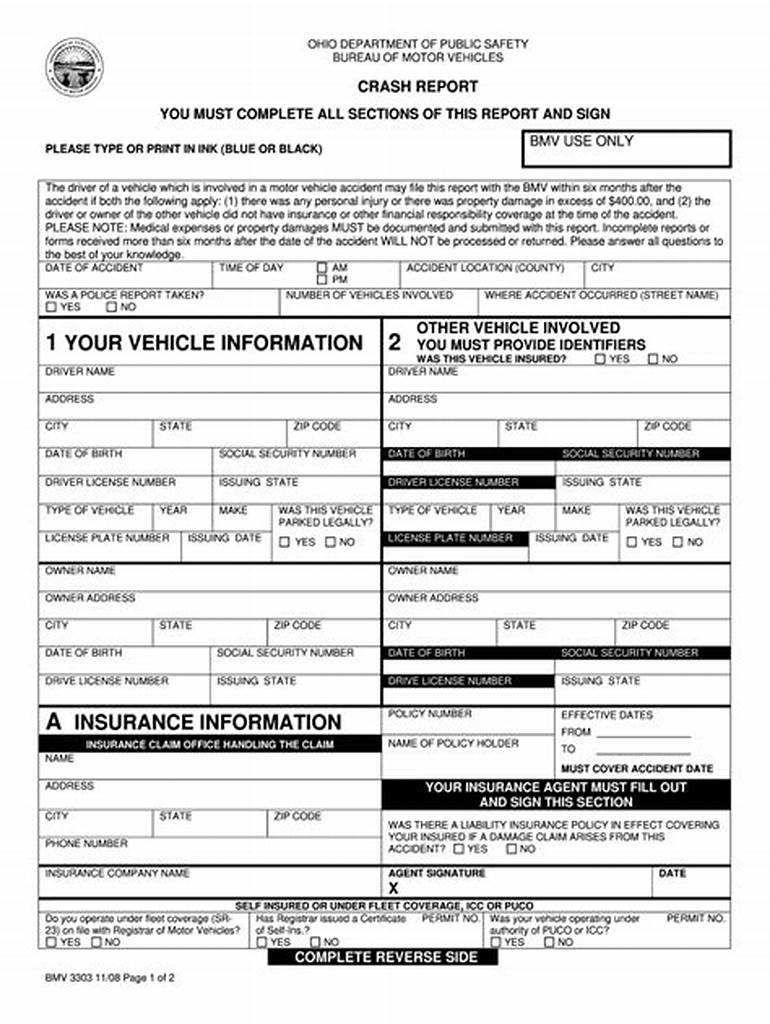 OHIO DEPARTMENT OF PUBLIC SAFETY
BUREAU OF MOTOR VEHICLES
CRASH REPORT
YOU MUST COMPLETE ALL SECTIONS OF THIS REPORT AND SIGN
PLEASE TYPE OR PRINT IN INK (BLUE OR BLACK)
BMV USE ONLY
The driver of a vehicle which is involved in a motor vehicle accident may file this report with the BMV within six months after the
accident if both the following apply: (1) there was any personal injury or there was property damage in excess of $400.00, and (2) the
driver or owner of the other vehicle did not have insurance or other financial responsibility coverage at the time of the accident.
PLEASE NOTE: Medical expenses or property damages MUST be documented and submitted with this report. Incomplete reports or
forms received more than six months after the date of the accident WILL NOT be processed or returned. Please answer all questions to
the best of your knowledge.
DATE OF ACCIDENT TIME OF DAY AM ACCIDENT LOCATION (COUNTY) CITY
PM
WAS A POLICE REPORT TAKEN? NUMBER OF VEHICLES INVOLVED WHERE ACCIDENT OCCURRED (STREET NAME)
YES NO
1 YOUR VEHICLE INFORMATION
DRIVER NAME
ADDRESS
CITY STATE ZIP CODE
DATE OF BIRTH SOCIAL SECURITY NUMBER
DRIVER LICENSE NUMBER ISSUING STATE
TYPE OF VEHICLE YEAR MAKE WAS THIS VEHICLE
PARKED LEGALLY?
LICENSE PLATE NUMBER ISSUING DATE YES NO
OWNER NAME
OWNER ADDRESS
CITY STATE ZIP CODE
DATE OF BIRTH SOCIAL SECURITY NUMBER
DRIVE LICENSE NUMBER ISSUING STATE
2 OTHER VEHICLE INVOLVED
YOU MUST PROVIDE IDENTIFIERS
WAS THIS VEHICLE INSURED? YES NO
DRIVER NAME
ADDRESS
CITY STATE ZIP CODE
DATE OF BIRTH SOCIAL SECURITY NUMBER
DRIVER LICENSE NUMBER ISSUING STATE
TYPE OF VEHICLE YEAR MAKE WAS THIS VEHICLE
PARKED LEGALLY?
LICENSE PLATE NUMBER ISSUING DATE YES NO
OWNER NAME
OWNER ADDRESS
CITY STATE ZIP CODE
DATE OF BIRTH SOCIAL SECURITY NUMBER
DRIVE LICENSE NUMBER ISSUING STATE
A INSURANCE INFORMATION
INSURANCE CLAIM OFFICE HANDLING THE CLAIM
NAME
ADDRESS
CITY STATE ZIP CODE
PHONE NUMBER
INSURANCE COMPANY NAME
POLICY NUMBER EFFECTIVE DATES
FROM
NAME OF POLICY HOLDER
TO
MUST COVER ACCIDENT DATE
YOUR INSURANCE AGENT MUST FILL OUT
AND SIGN THIS SECTION
WAS THERE A LIABILITY INSURANCE POLICY IN EFFECT COVERING
YOUR INSURED IF A DAMAGE CLAIM ARISES FROM THIS
ACCIDENT? YES NO
AGENT SIGNATURE DATE
X
SELF INSURED OR UNDER FLEET COVERAGE, ICC OR PUCO
Do you operate under fleet coverage (SR-
23) on file with Registrar of Motor Vehicles?
YES NO
Has Registrar issued a Certificate PERMIT NO.
of Self-Ins.?
YES NO
Was your vehicle operating under PERMIT NO.
authority of PUCO or ICC?
YES NO
COMPLETE REVERSE SIDE
BMV 3303 11/08 Page 1 of 2